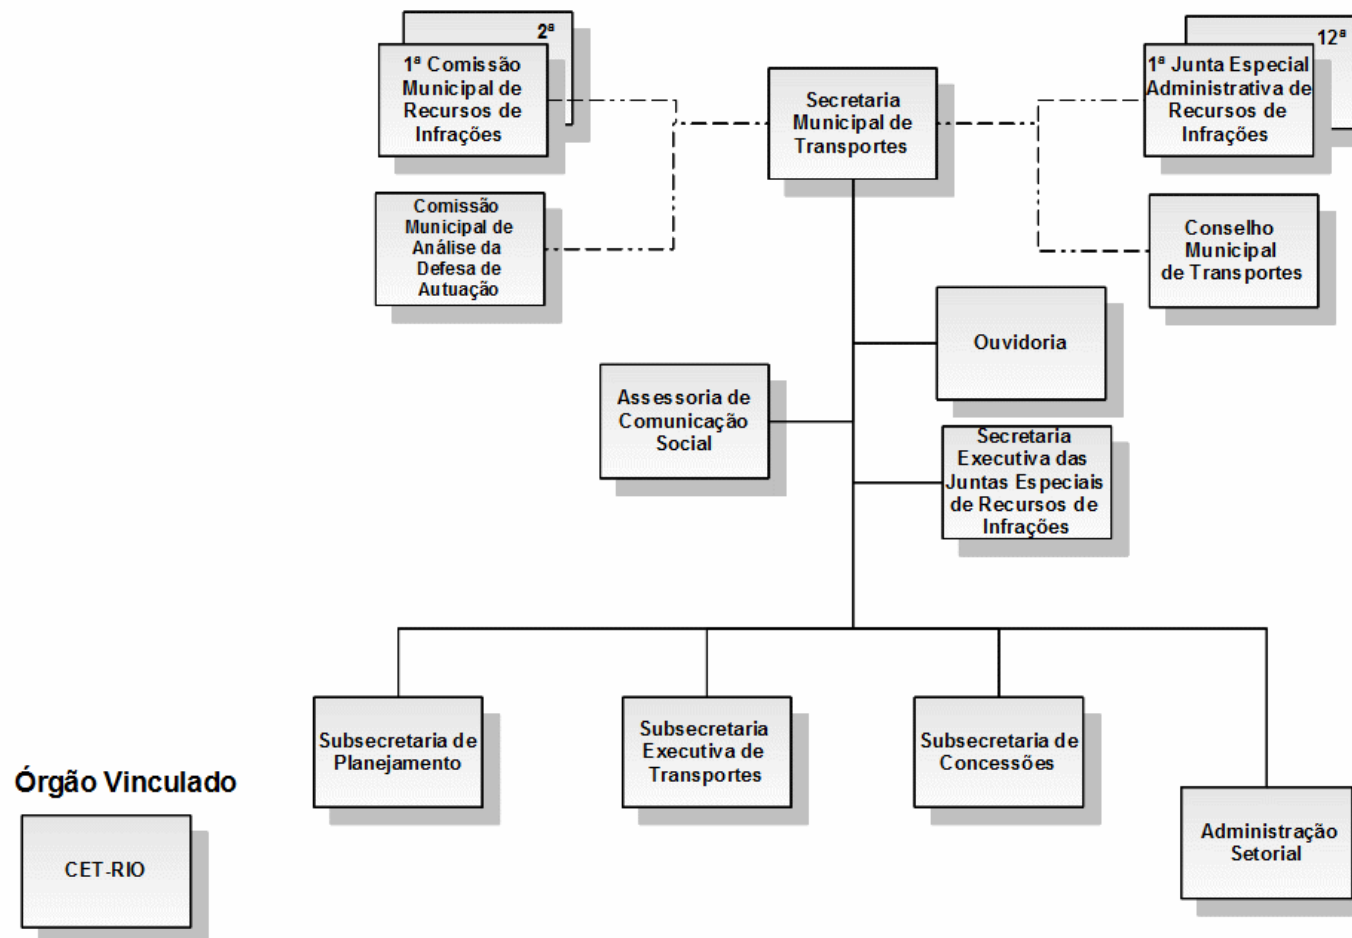 2ª
1ª Comissão
Municipal de
Recursos de
Infrações
Secretaria
Municipal de
Transportes
12ª
1ª Junta Especial
Administrativa de
Recursos de
Infrações
Comissão
Municipal de
Análise da
Defesa de
Autuação
Conselho
Municipal
de Transportes
Ouvidoria
Assessoria de
Comunicação
Social
Secretaria
Executiva das
Juntas Especiais
de Recursos de
Infrações
Subsecretaria de
Planejamento
Subsecretaria
Executiva de
Transportes
Subsecretaria de
Concessões
Administração
Setorial
Órgão Vinculado
CET-RIO